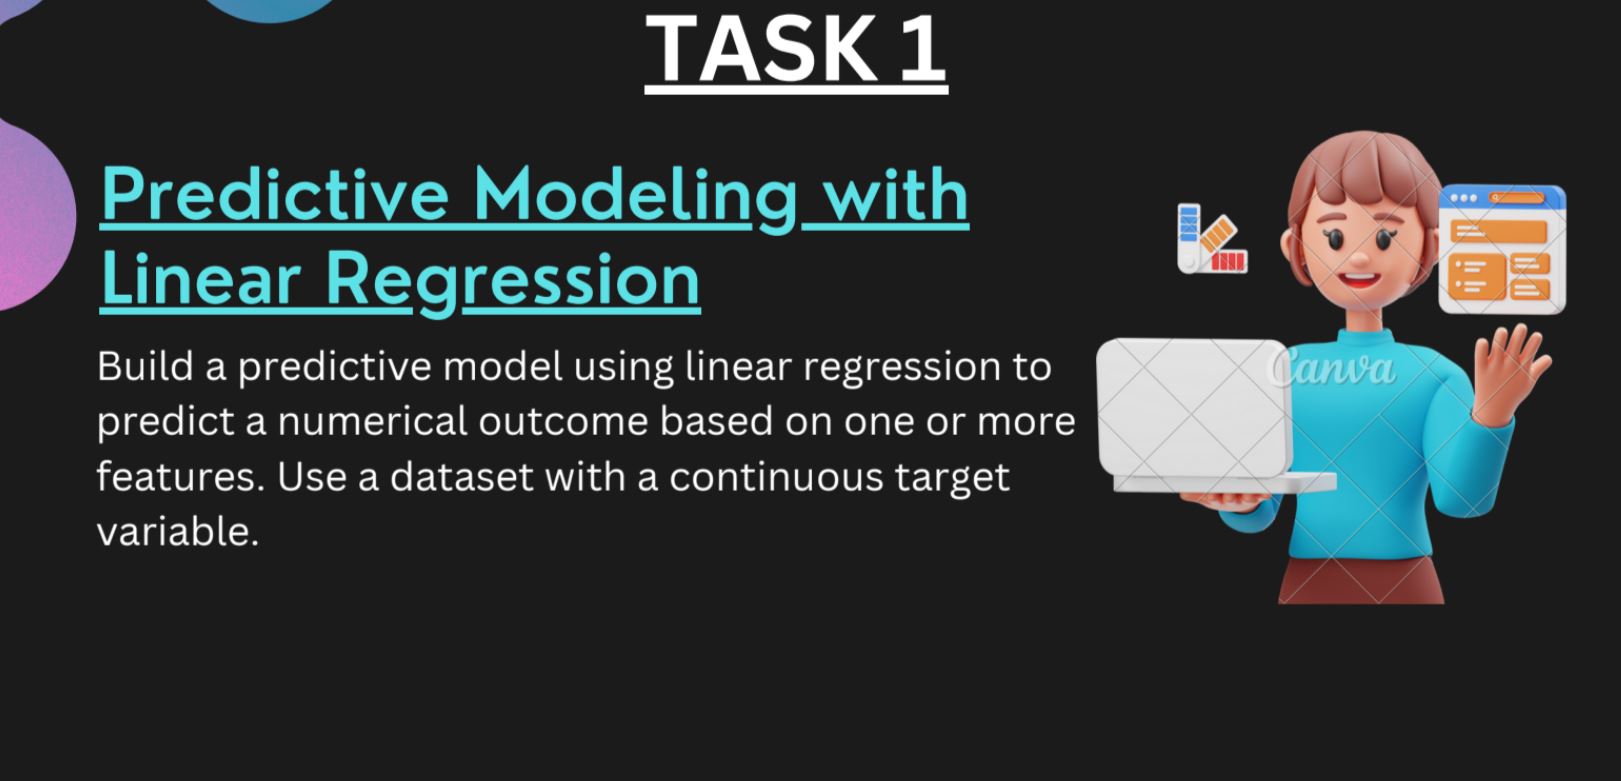 TASK 1
Predictive Modeling with
Linear Regression
Build a predictive model using linear regression to
predict a numerical outcome based on one or more
features. Use a dataset with a continuous target
variable.
Canva